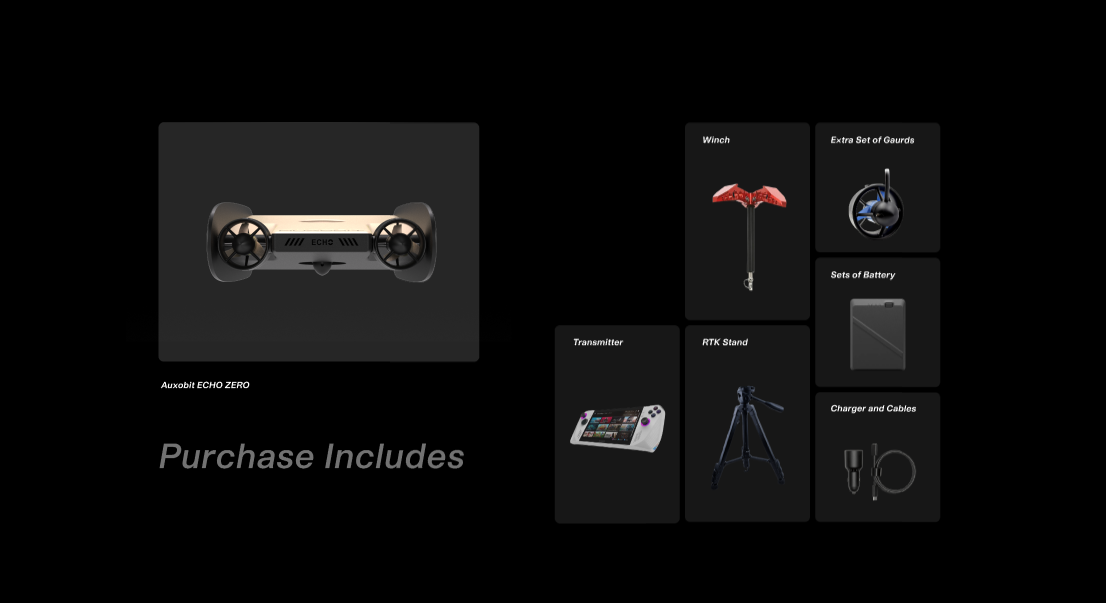 ECHO
Auxobit ECHO ZERO
Purchase Includes
Winch
Extra Set of Gaurds
Sets of Battery
Transmitter
RTK Stand
Charger and Cables